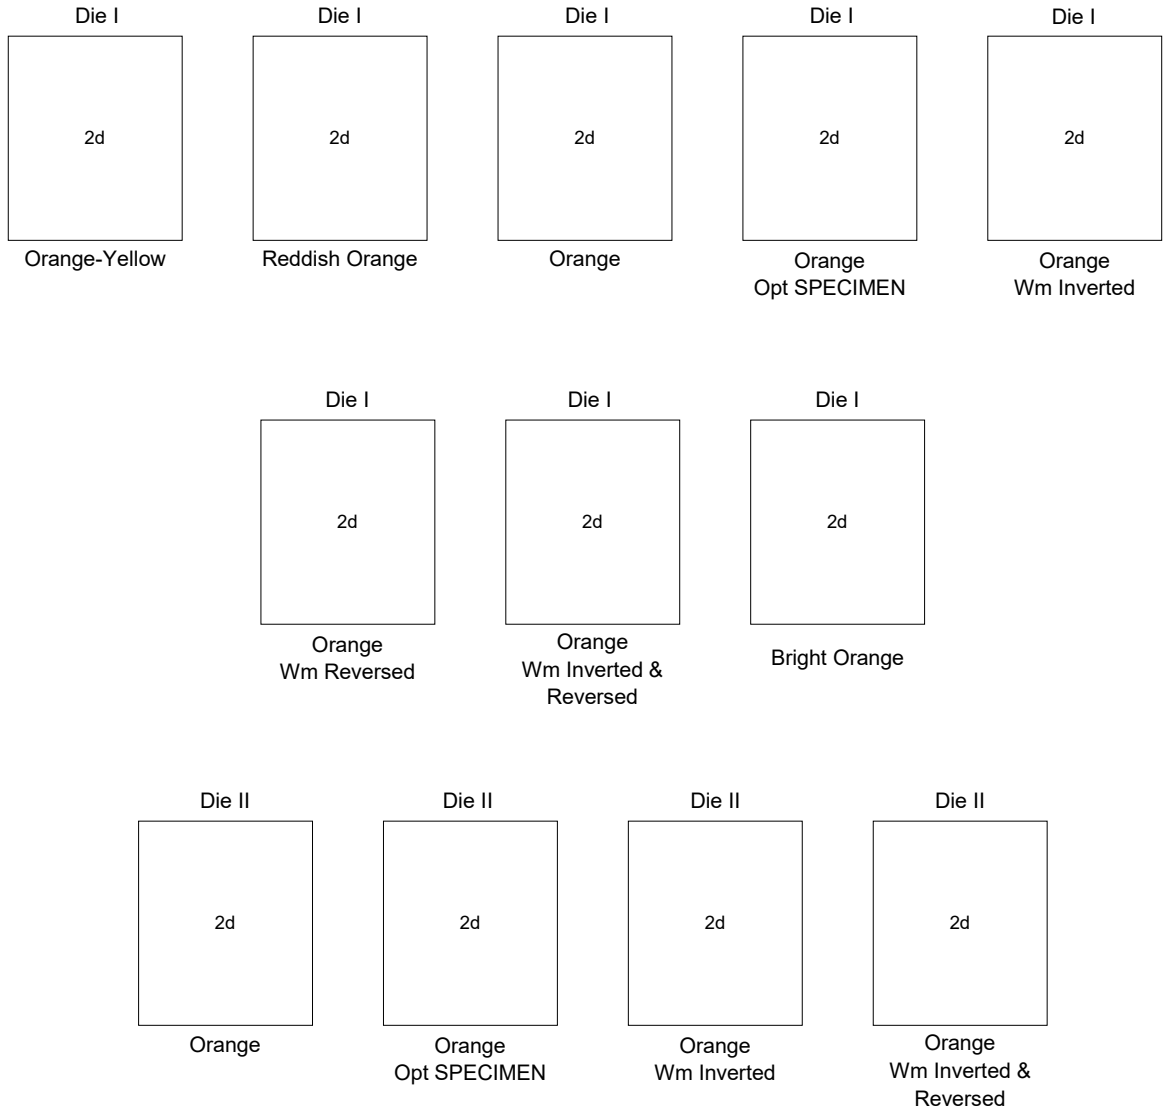 Die I
Die I
Die I
Die I
Die I
2d
2d
2d
2d
2d
Orange-Yellow
Reddish Orange
Orange
Orange
Opt SPECIMEN
Orange
Wm Inverted
Die I
Die I
Die I
2d
2d
2d
Orange
Wm Reversed
Orange
Wm Inverted &
Reversed
Bright Orange
Die II
Die II
Die II
Die II
2d
2d
2d
2d
Orange
Orange
Opt SPECIMEN
Orange
Wm Inverted
Orange
Wm Inverted &
Reversed